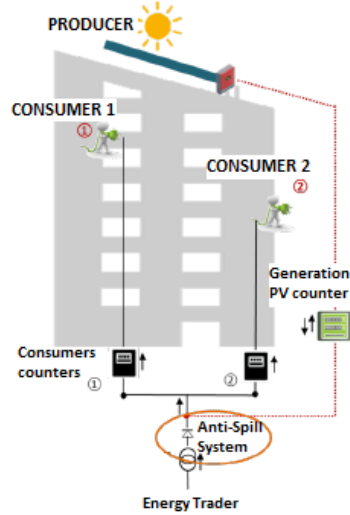 PRODUCER
CONSUMER 1
①
CONSUMER 2
②
Generation
PV counter
Consumers
counters
①
②
Anti-Spill
System
Energy Trader